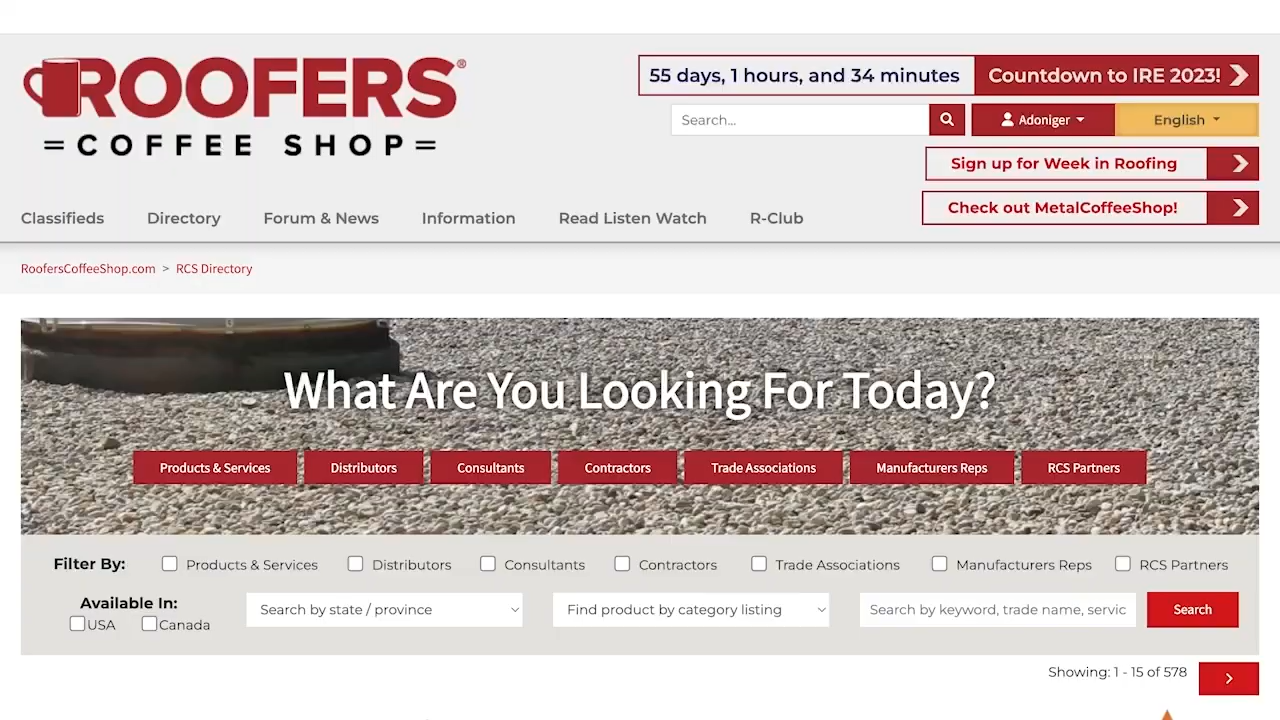 ROOFERS®
=COFFEE SHOP=
55 days, 1 hours, and 34 minutes
Countdown to IRE 2023!
Search...
Adoniger
English
Sign up for Week in Roofing
Check out MetalCoffeeShop!
Classifieds
Directory
Forum & News
Information
Read Listen Watch
R-Club
RoofersCoffeeShop.com > RCS Directory
What Are You Looking For Today?
Products & Services
Distributors
Consultants
Contractors
Trade Associations
Manufacturers Reps
RCS Partners
Filter By:
Products & Services
Distributors
Consultants
Contractors
Trade Associations
Manufacturers Reps
RCS Partners
Available In:
USA
Canada
Search by state / province
Find product by category listing
Search by keyword, trade name, servic
Search
Showing: 1 - 15 of 578